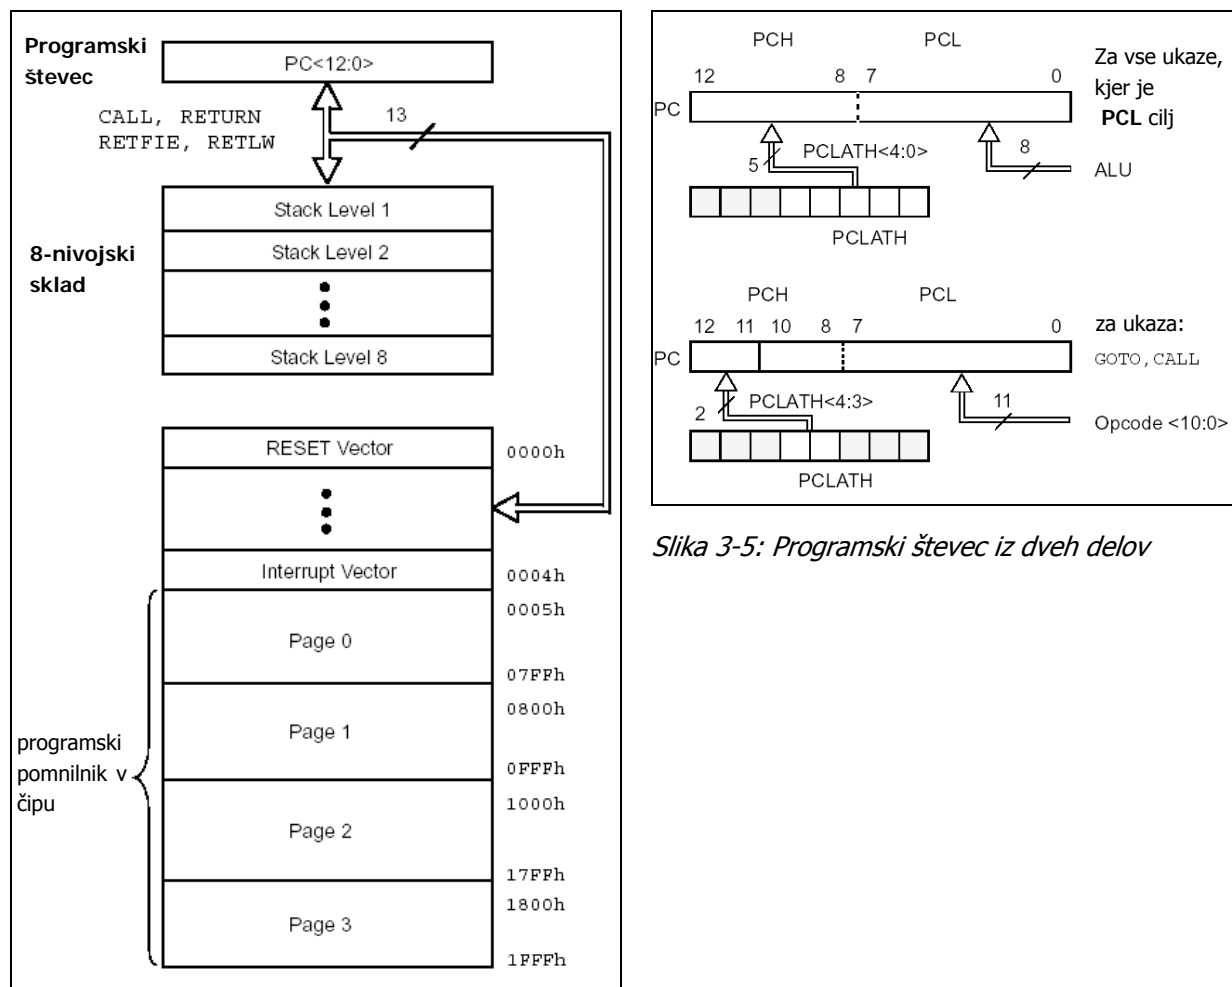 Programski
števec
PC<12:0>
CALL, RETURN
RETFIE, RETLW
13
8-nivojski
sklad
Stack Level 1
Stack Level 2
Stack Level 8
RESET Vector
0000h
Interrupt Vector
0004h
0005h
Page 0
07FFh
0800h
Page 1
0FFFh
programski
pomnilnik v
čipu
1000h
Page 2
17FFh
1800h
Page 3
1FFFh
PCH PCL
12 8 7 0
PC
Za vse ukaze,
kjer je
PCL cilj
5 PCLATH<4:0> 8
ALU
PCLATH
PCH PCL
12 11 10 8 7 0
PC
za ukaza:
GOTO,CALL
2 PCLATH<4:3> 11
Opcode <10:0>
PCLATH
Slika 3-5: Programski števec iz dveh delov